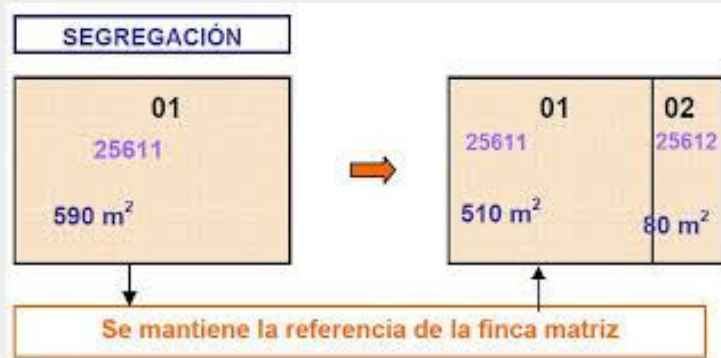 SEGREGACIÓN
01
25611
590 m²
01
02
25611
25612
510 m²
80 m²
Se mantiene la referencia de la finca matriz